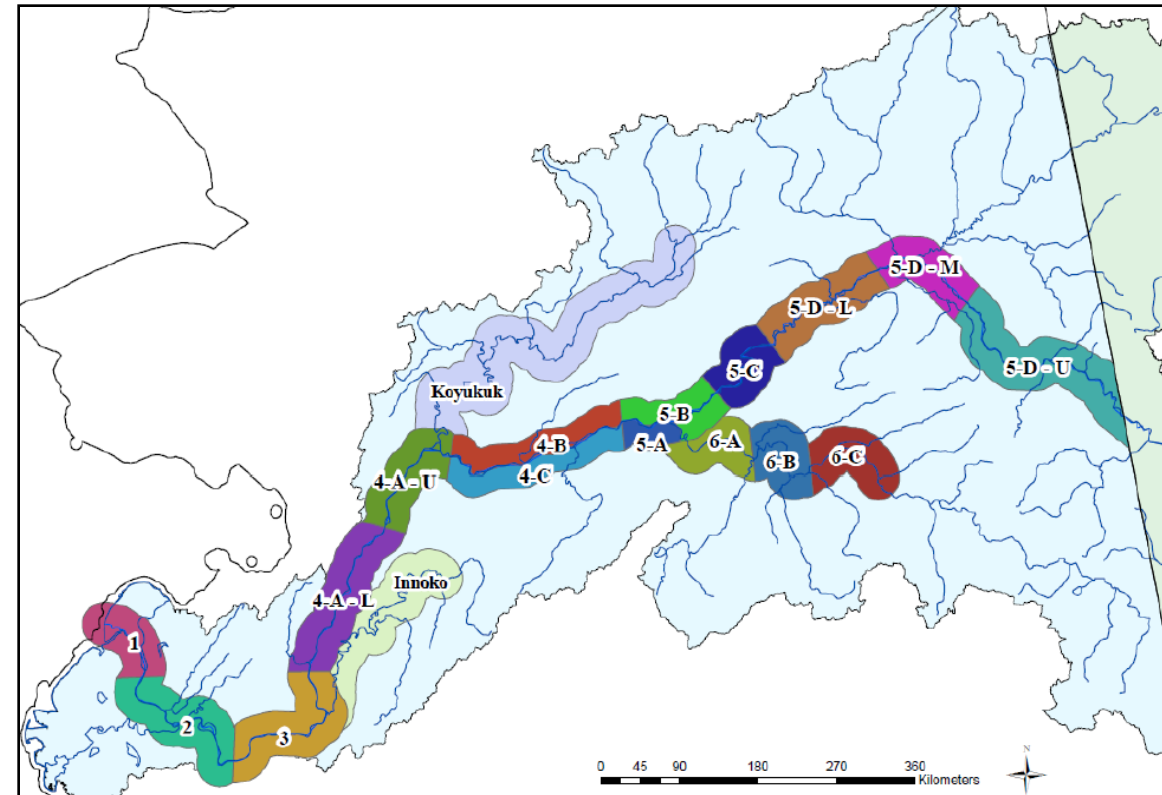 5-D - M
5-D - L
5-D - U
5-C
Koyukuk
5-B
4-B
5-A
6-A
6-B
6-C
4-C
4-A - U
Innoko
4-A - L
1
2
3
N
0 45 90 180 270 360
Kilometers